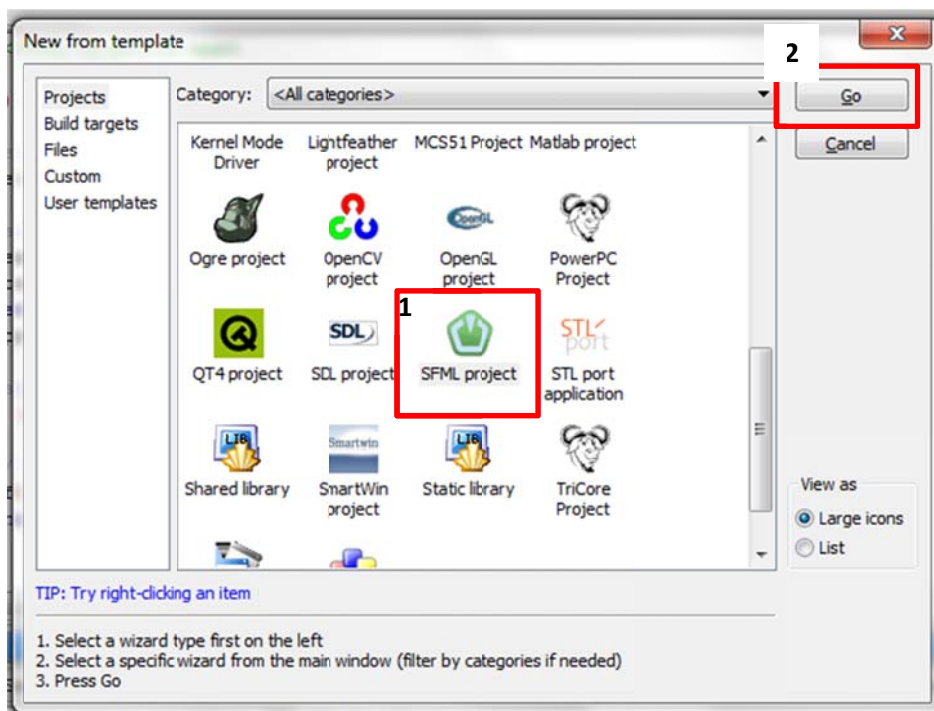 New from template
2
Projects
Build targets
Files
Custom
User templates
Category:
<All categories>
Go
Cancel
Kernel Mode
Driver
Lightfeather
project
MCS51 Project
Matlab project
Ogre project
OpenCV
project
OpenGL
OpenGL
project
PowerPC
Project
1
QT4 project
SDL
SDL project
SFML project
STL
port
STL port
application
LIB
Shared library
Smartwin
SmartWin
project
LIB
Static library
TriCore
Project
View as
Large icons
List
TIP: Try right-clicking an item
1. Select a wizard type first on the left
2. Select a specific wizard from the main window (filter by categories if needed)
3. Press Go